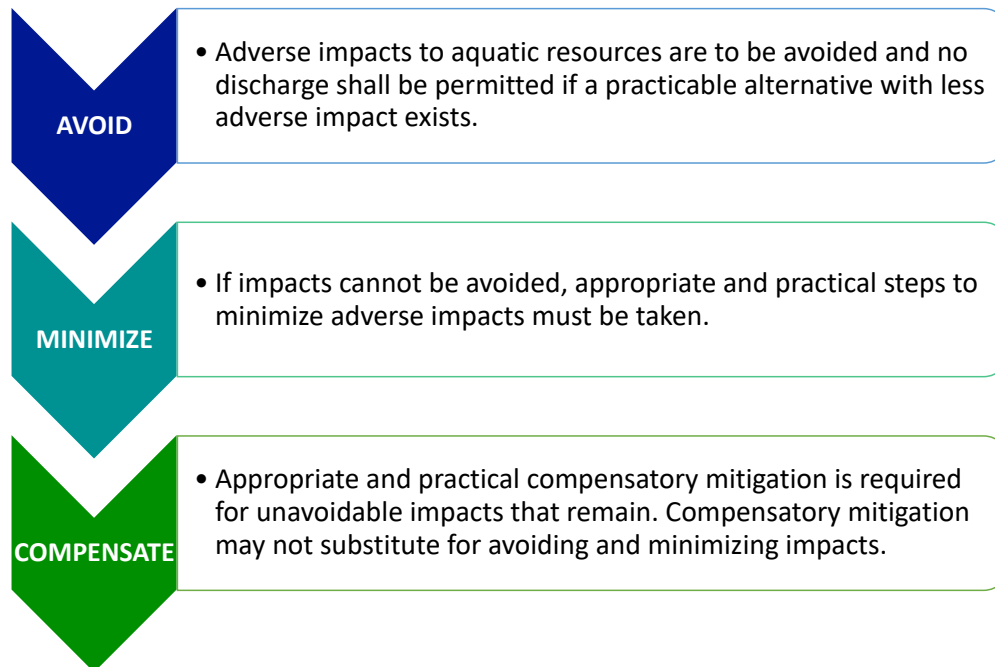 AVOID
• Adverse impacts to aquatic resources are to be avoided and no
discharge shall be permitted if a practicable alternative with less
adverse impact exists.
MINIMIZE
• If impacts cannot be avoided, appropriate and practical steps to
minimize adverse impacts must be taken.
COMPENSATE
• Appropriate and practical compensatory mitigation is required
for unavoidable impacts that remain. Compensatory mitigation
may not substitute for avoiding and minimizing impacts.